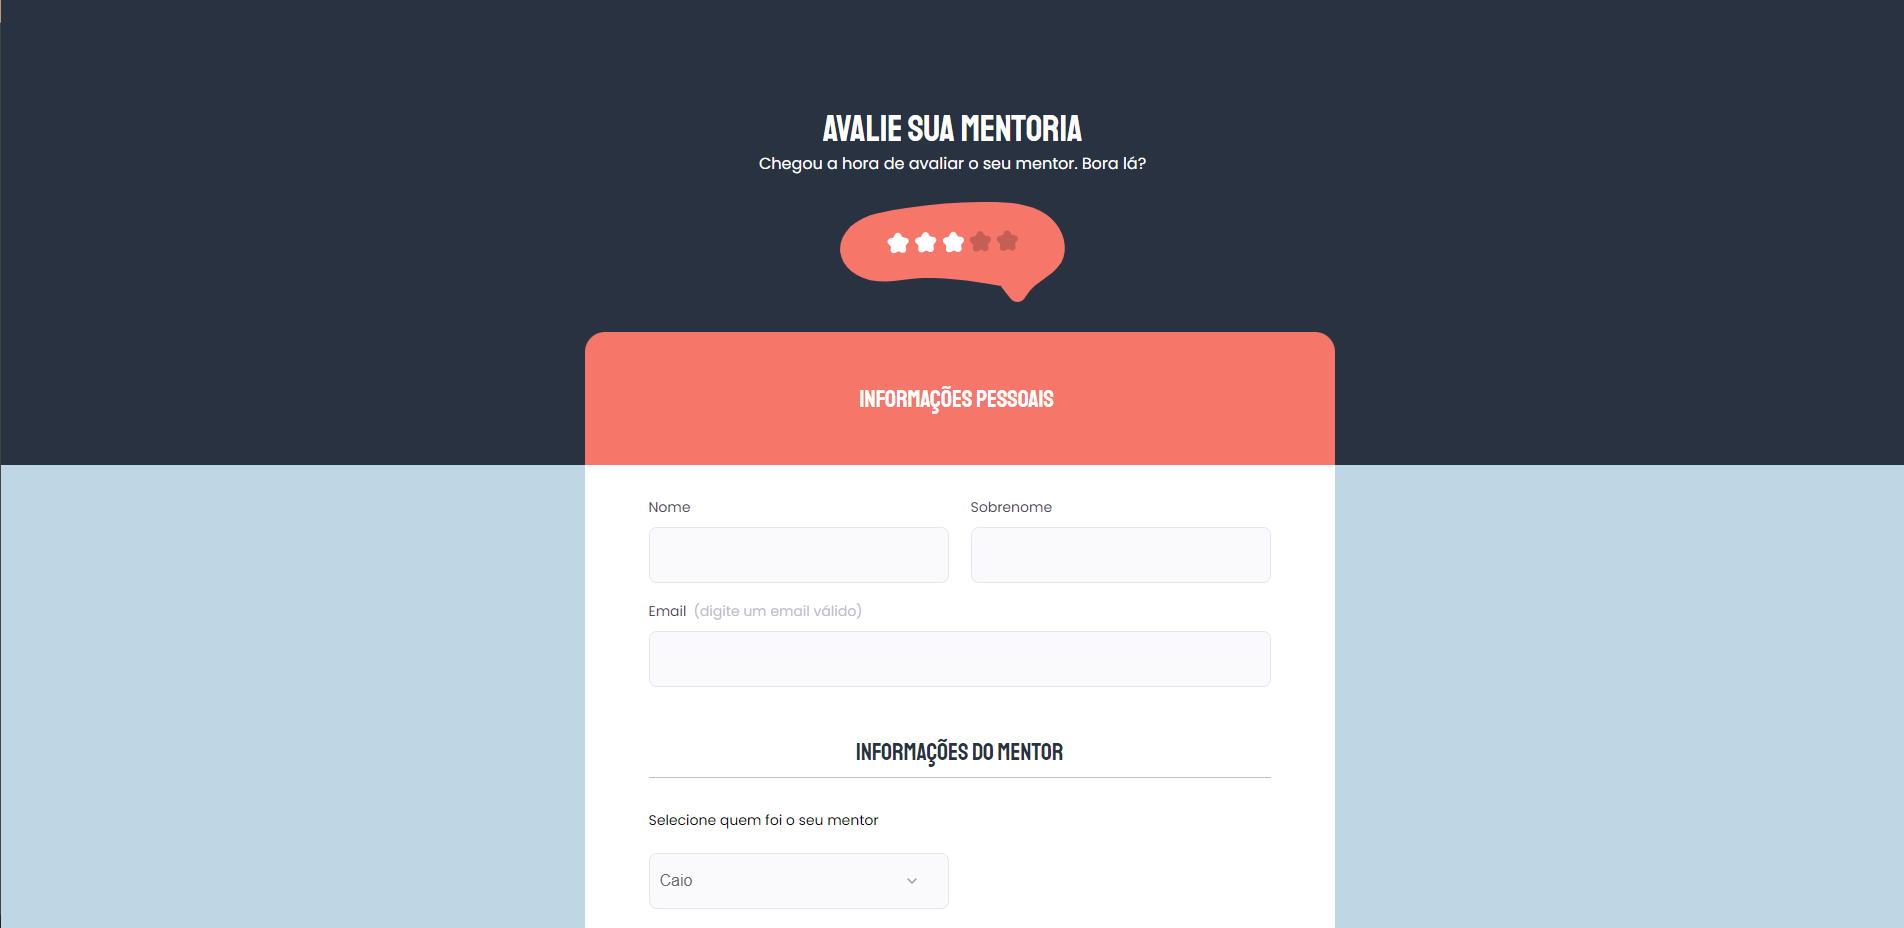 AVALIE SUA MENTORIA
Chegou a hora de avaliar o seu mentor. Bora lá?
INFORMAÇÕES PESSOAIS
Nome
Sobrenome
Email (digite um email válido)
INFORMAÇÕES DO MENTOR
Selecione quem foi o seu mentor
Caio